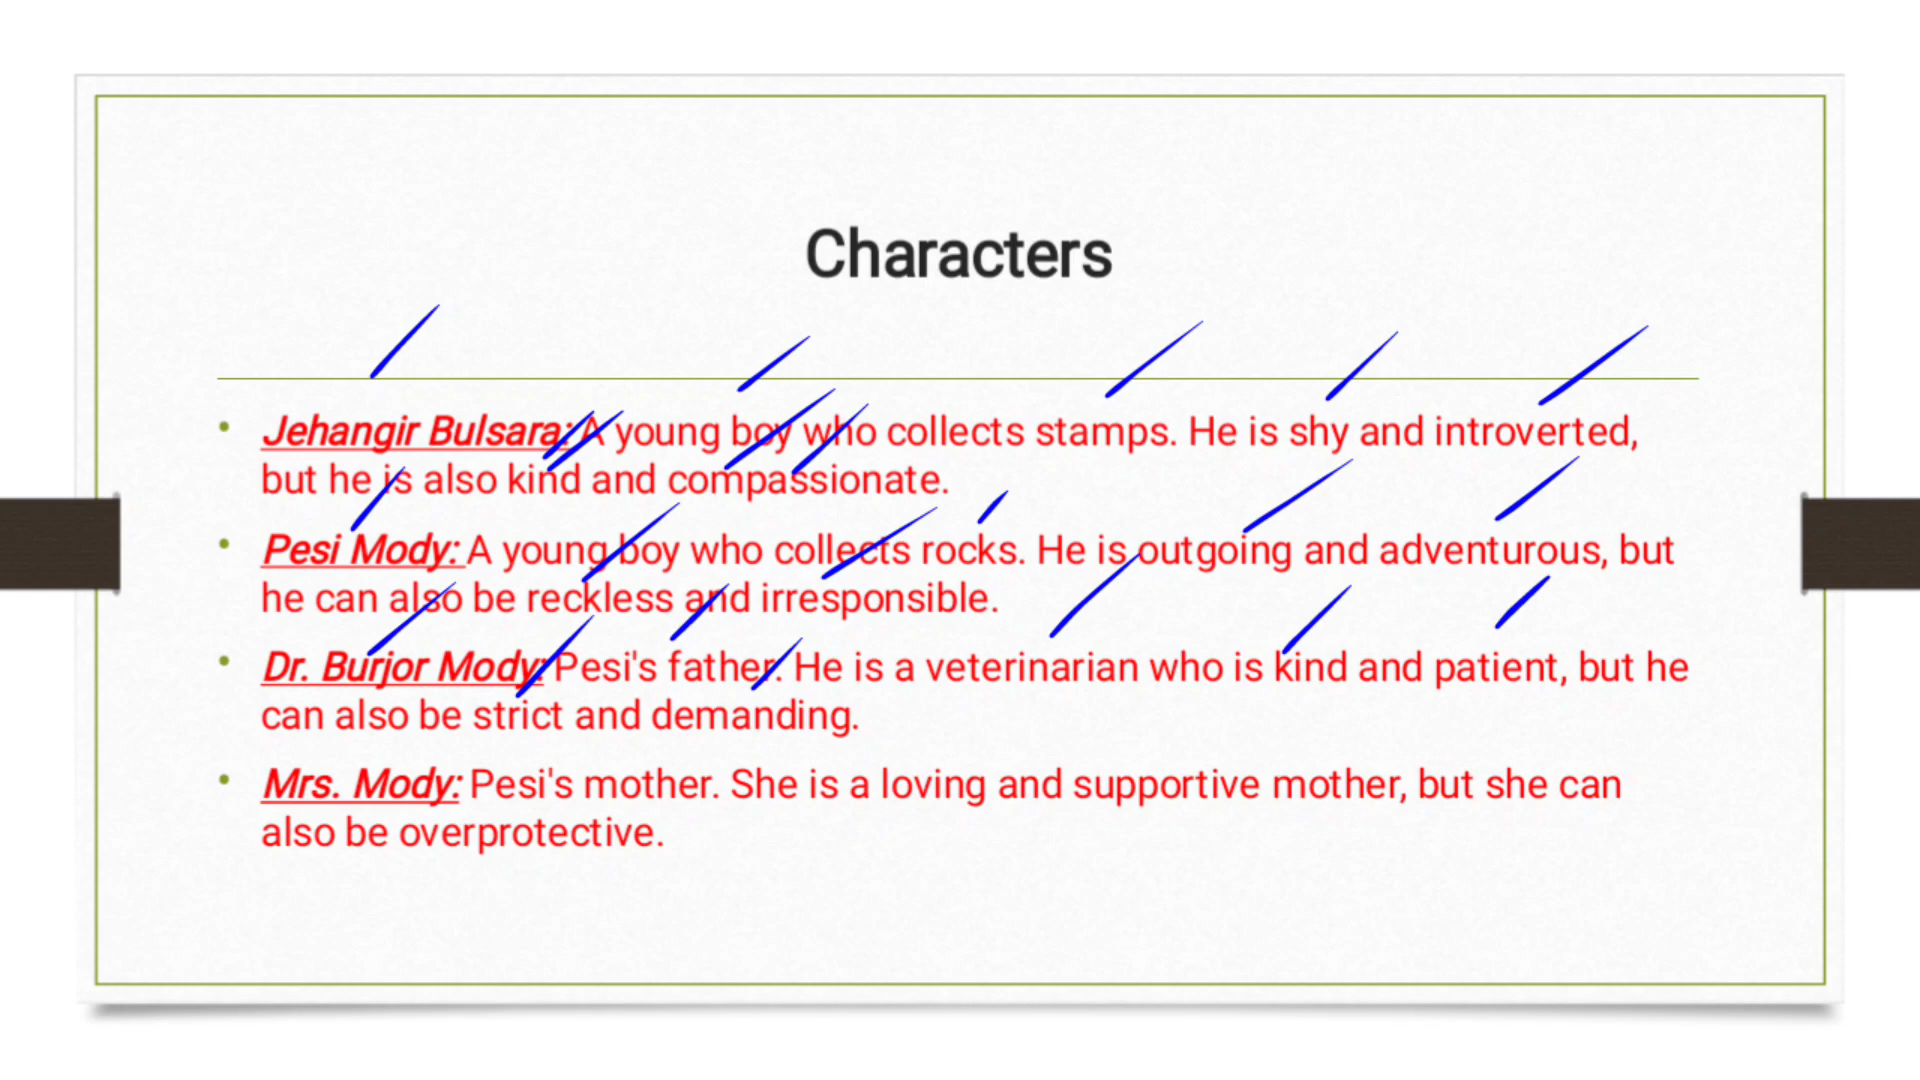 Characters
• Jehangir Bulsara: A young boy who collects stamps. He is shy and introverted,
but he is also kind and compassionate.
• Pesi Mody: A young boy who collects rocks. He is outgoing and adventurous, but
he can also be reckless and irresponsible.
• Dr. Burjor Mody: Pesi's father. He is a veterinarian who is kind and patient, but he
can also be strict and demanding.
• Mrs. Mody: Pesi's mother. She is a loving and supportive mother, but she can
also be overprotective.